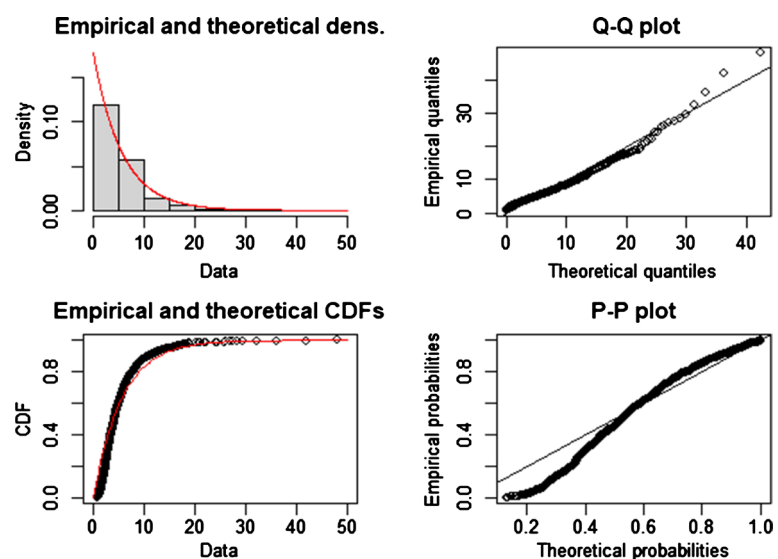 Empirical and theoretical dens.
Density
0.00
0.10
0 10 20 30 40 50
Data
Q-Q plot
Empirical quantiles
0 10 30
0 10 20 30 40
Theoretical quantiles
Empirical and theoretical CDFs
CDF
0.0 0.4 0.8
0 10 20 30 40 50
Data
P-P plot
Empirical probabilities
0.0 0.4 0.8
0.2 0.4 0.6 0.8 1.0
Theoretical probabilities